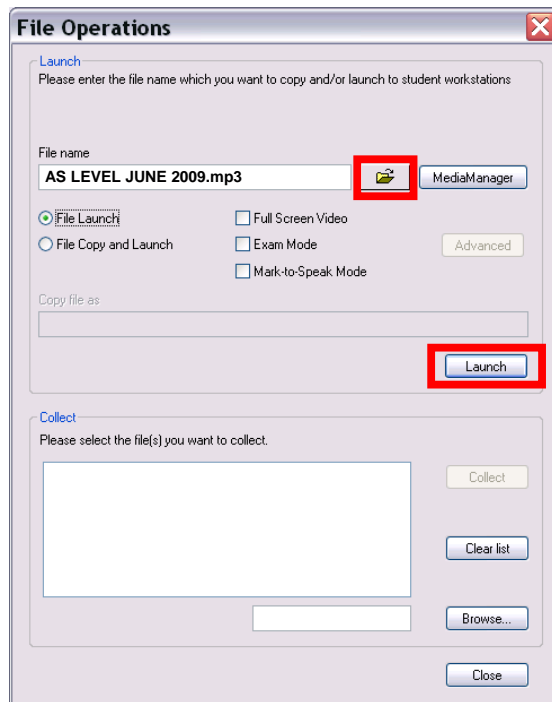 File Operations
Launch
Please enter the file name which you want to copy and/or launch to student workstations
File name
AS LEVEL JUNE 2009.mp3
MediaManager
File Launch
Full Screen Video
File Copy and Launch
Exam Mode
Advanced
Mark-to-Speak Mode
Copy file as
Launch
Collect
Please select the file(s) you want to collect.
Collect
Clear list
Browse...
Close